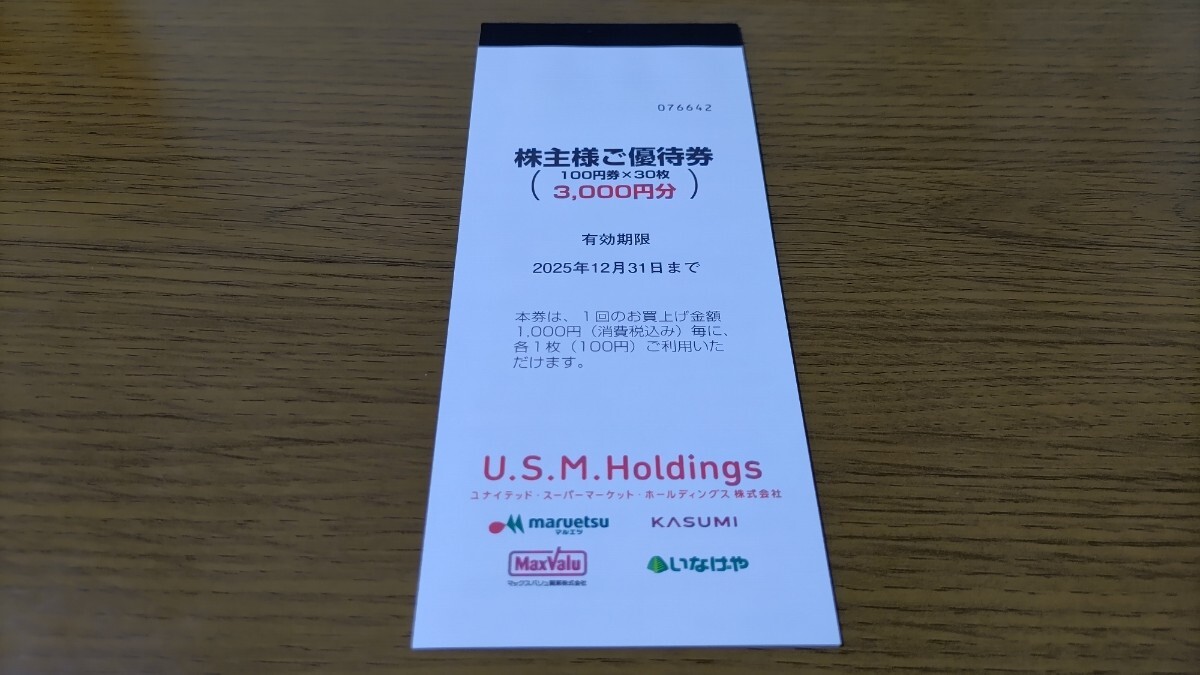 076642
株主様ご優待券
(100円券×30枚
3,000円分)
有効期限
2025年12月31日まで
本券は、1回のお買上げ金額
1,000円(消費税込み)毎に、
各1枚(100円)ご利用いた
だけます。
U.S.M.Holdings
ユナイテッド・スーパーマーケット・ホールディングス株式会社
maruetsu
マルエツ
KASUMI
MaxValu
マックスバリュ関東株式会社
いなげや